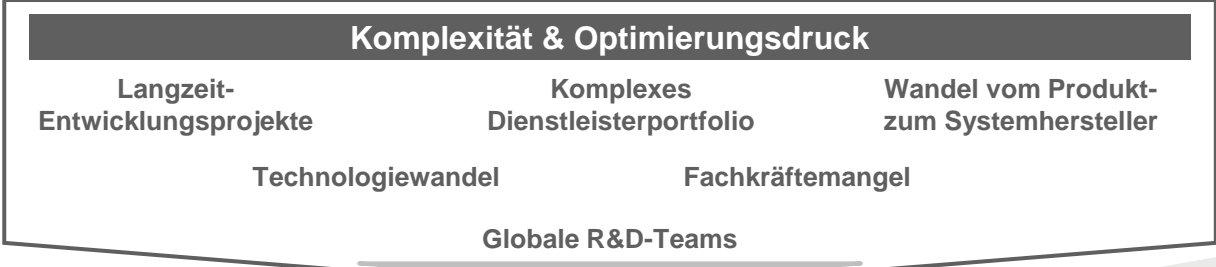 Komplexität & Optimierungsdruck
Langzeit-
Entwicklungsprojekte
Komplexes
Dienstleisterportfolio
Wandel vom Produkt-
zum Systemhersteller
Technologiewandel
Fachkräftemangel
Globale R&D-Teams